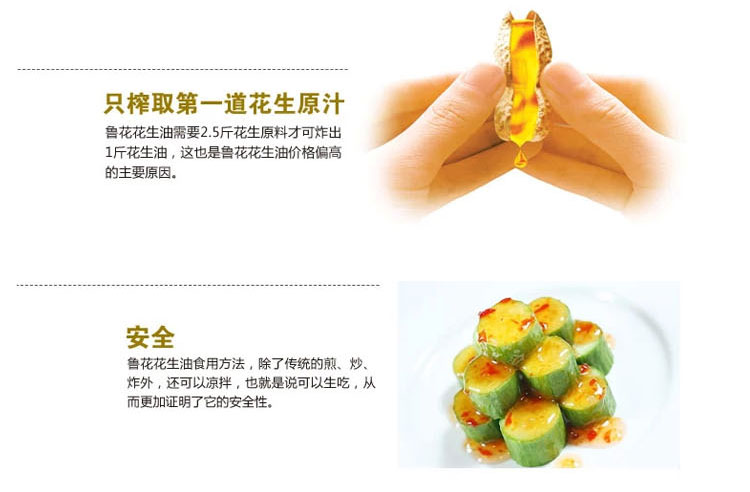 只榨取第一道花生原汁
鲁花花生油需要2.5斤花生原料才可炸出
1斤花生油，这也是鲁花花生油价格偏高
的主要原因。
安全
鲁花花生油食用方法，除了传统的煎、炒、
炸外，还可以凉拌，也就是说可以生吃，从
而更加证明了它的安全性。